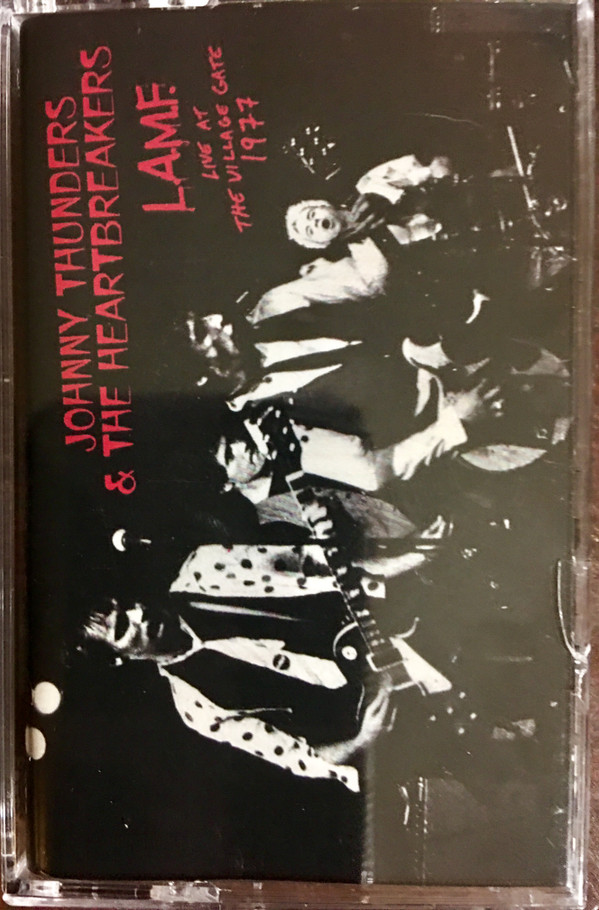 JOHNNY THUNDERS
& THE HEARTBREAKERS
L.A.M.F.
LIVE AT
THE VILLAGE GATE
1977